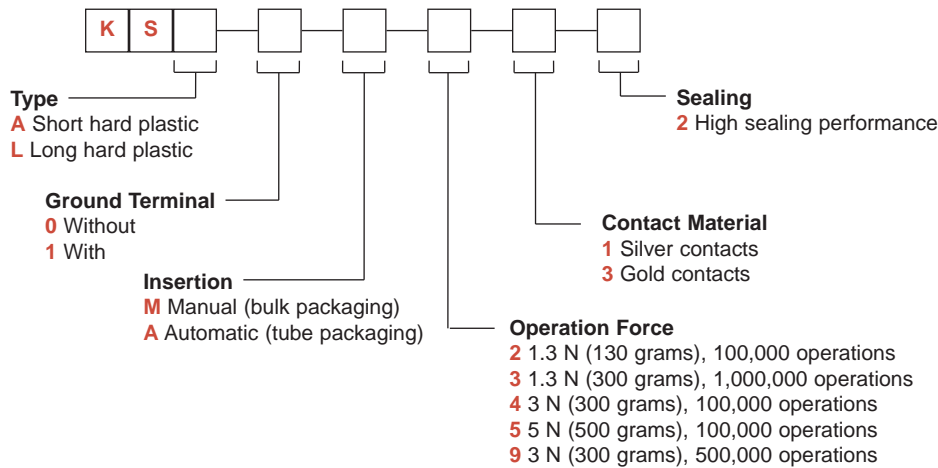 K S
Type
A Short hard plastic
L Long hard plastic
Ground Terminal
0 Without
1 With
Insertion
M Manual (bulk packaging)
A Automatic (tube packaging)
Operation Force
2 1.3 N (130 grams), 100,000 operations
3 1.3 N (300 grams), 1,000,000 operations
4 3 N (300 grams), 100,000 operations
5 5 N (500 grams), 100,000 operations
9 3 N (300 grams), 500,000 operations
Contact Material
1 Silver contacts
3 Gold contacts
Sealing
2 High sealing performance